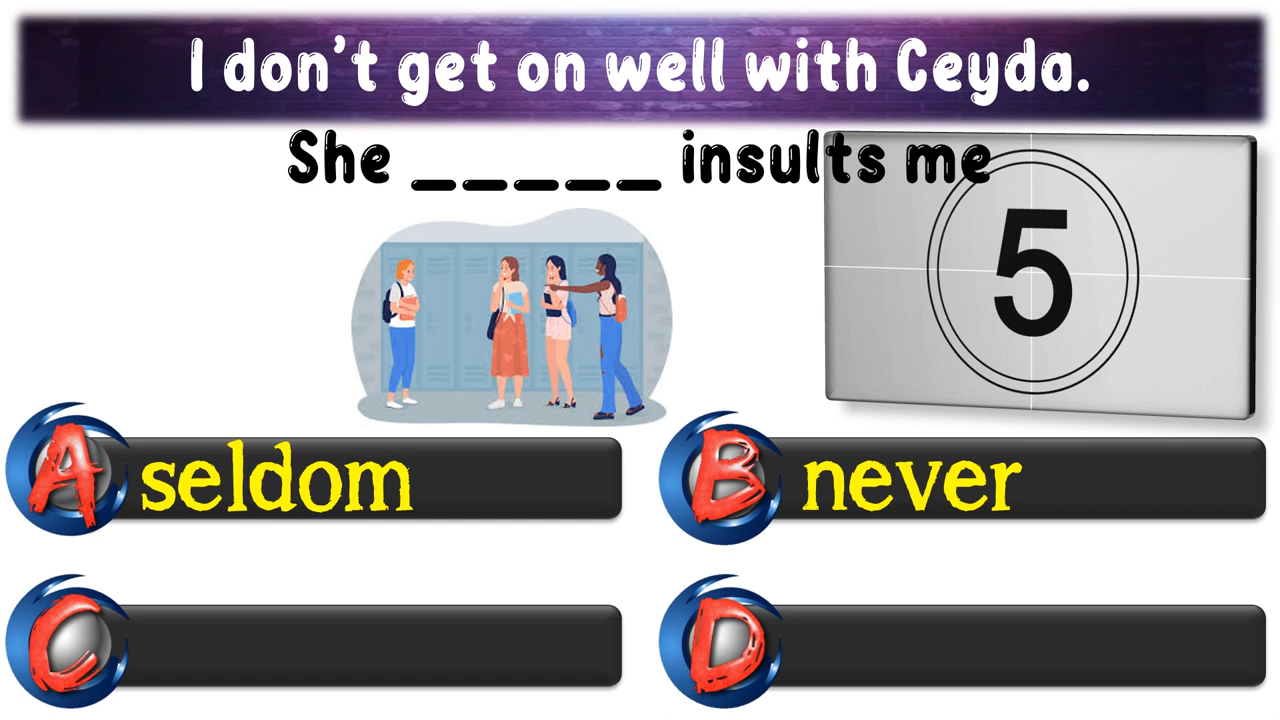 I don't get on well with Ceyda.
She _____ insults me
5
A seldom
B never
C
D